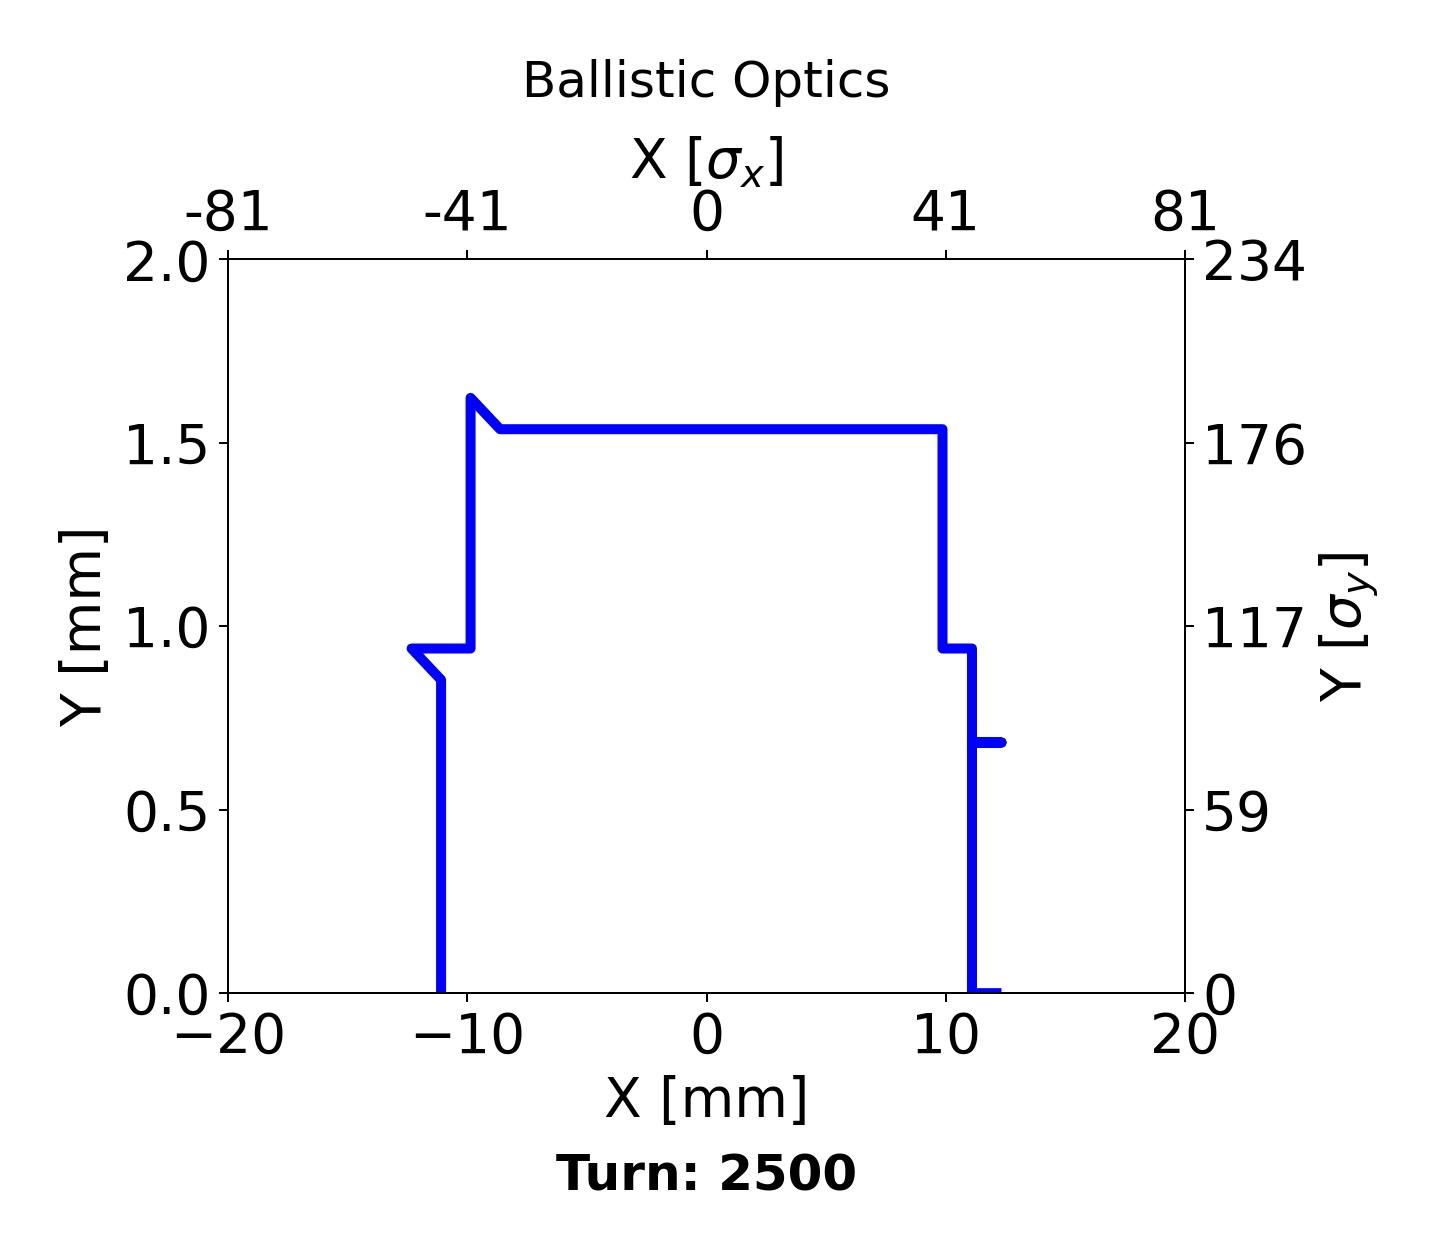 Ballistic Optics
X [σx]
-81 -41 0 41 81
2.0 234
1.5 176
1.0 117
Y [mm] Y [σy]
0.5 59
0.0 0
−20 −10 0 10 20
X [mm]
Turn: 2500